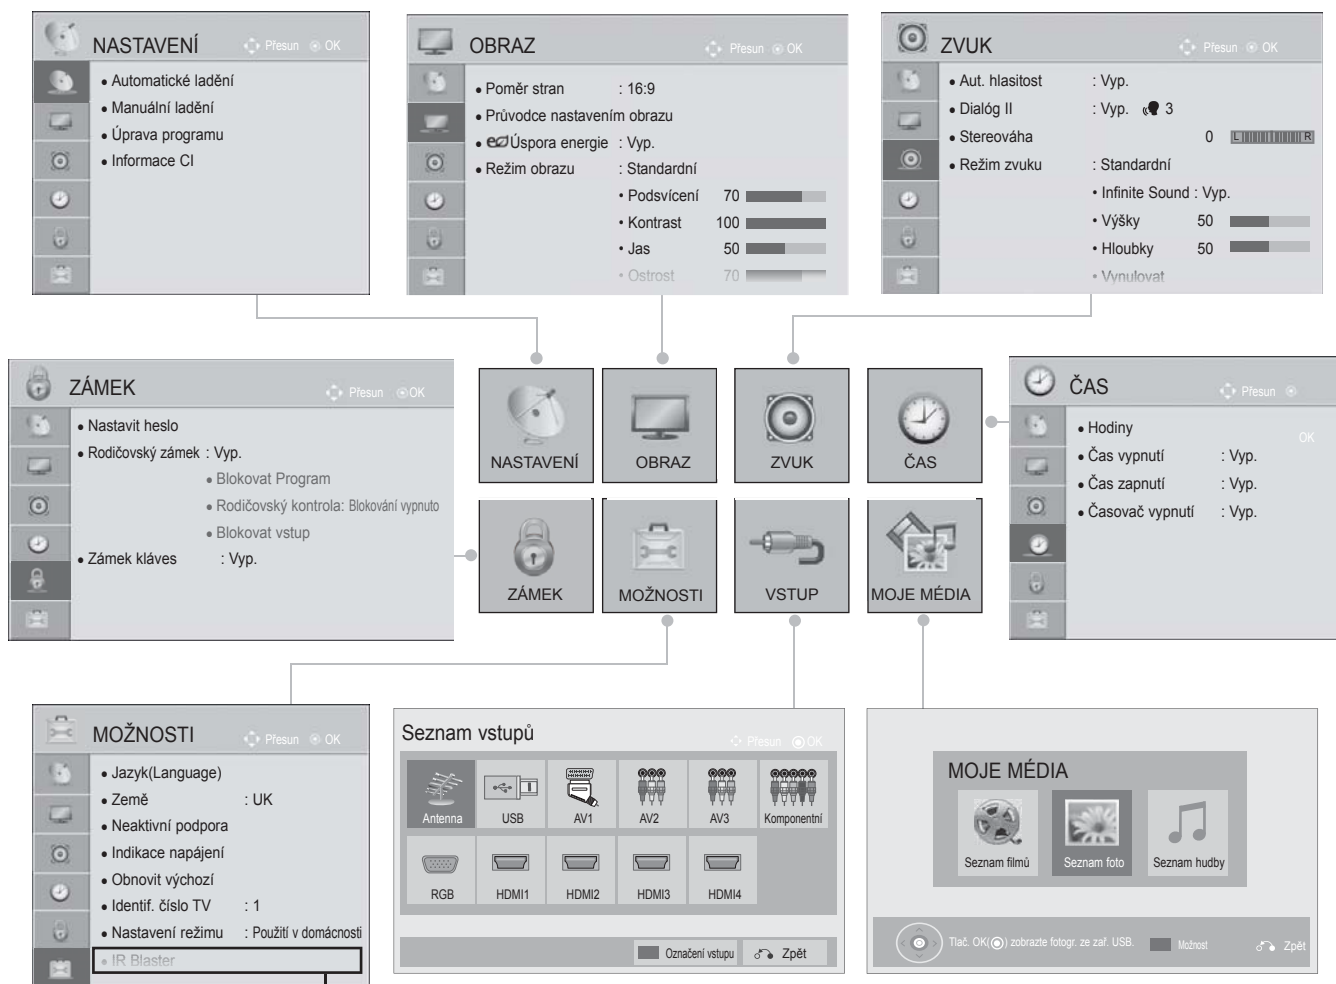 NASTAVENÍ Přesun OK
• Automatické ladění
• Manuální ladění
• Úprava programu
• Informace CI
OBRAZ Přesun OK
• Poměr stran : 16:9
• Průvodce nastavením obrazu
• Úspora energie : Vyp.
• Režim obrazu : Standardní
• Podsvícení 70
• Kontrast 100
• Jas 50
• Ostrost 70
ZVUK Přesun OK
• Aut. hlasitost : Vyp.
• Dialóg II : Vyp. 3
• Stereováha 0 L R
• Režim zvuku : Standardní
• Infinite Sound : Vyp.
• Výšky 50
• Hloubky 50
• Vynulovat
ZÁMEK Přesun OK
• Nastavit heslo
• Rodičovský zámek : Vyp.
• Blokovat Program
• Rodičovský kontrola: Blokování vypnuto
• Blokovat vstup
• Zámek kláves : Vyp.
NASTAVENÍ
OBRAZ
ZVUK
ČAS
ZÁMEK
MOŽNOSTI
VSTUP
MOJE MÉDIA
ČAS Přesun
OK
• Hodiny
• Čas vypnutí : Vyp.
• Čas zapnutí : Vyp.
• Časovač vypnutí : Vyp.
MOŽNOSTI Přesun OK
• Jazyk(Language)
• Země : UK
• Neaktivní podpora
• Indikace napájení
• Obnovit výchozí
• Identif. číslo TV : 1
• Nastavení režimu : Použití v domácnosti
• IR Blaster
Seznam vstupů Přesun OK
Antenna USB AV1 AV2 AV3 Komponentní
RGB HDMI1 HDMI2 HDMI3 HDMI4
Označení vstupu Zpět
MOJE MÉDIA
Seznam filmů Seznam foto Seznam hudby
Tlač. OK( ) zobrazte fotogr. ze zař. USB. Možnost Zpět